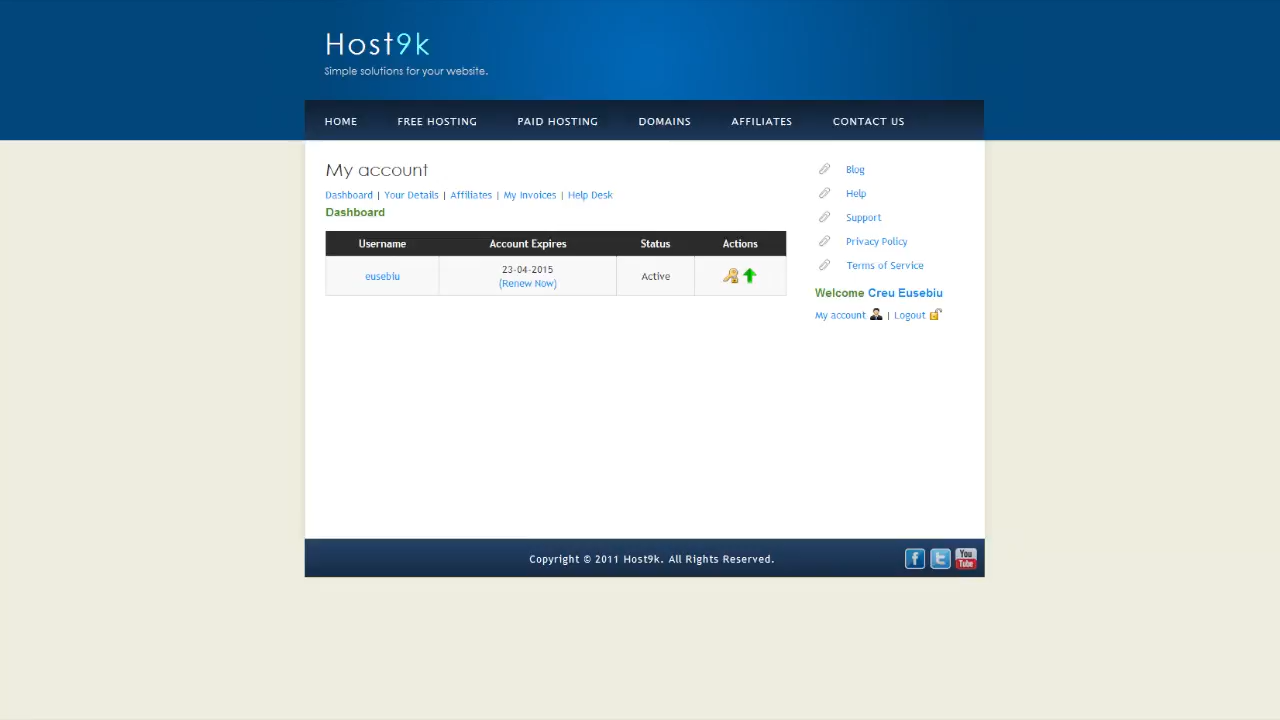 Host9k
Simple solutions for your website.
HOME FREE HOSTING PAID HOSTING DOMAINS AFFILIATES CONTACT US
My account
Dashboard | Your Details | Affiliates | My Invoices | Help Desk
Dashboard
Username Account Expires Status Actions
eusebiu 23-04-2015 Active
(Renew Now)
Blog
Help
Support
Privacy Policy
Terms of Service
Welcome Creu Eusebiu
My account | Logout
Copyright © 2011 Host9k. All Rights Reserved.
f t You Tube